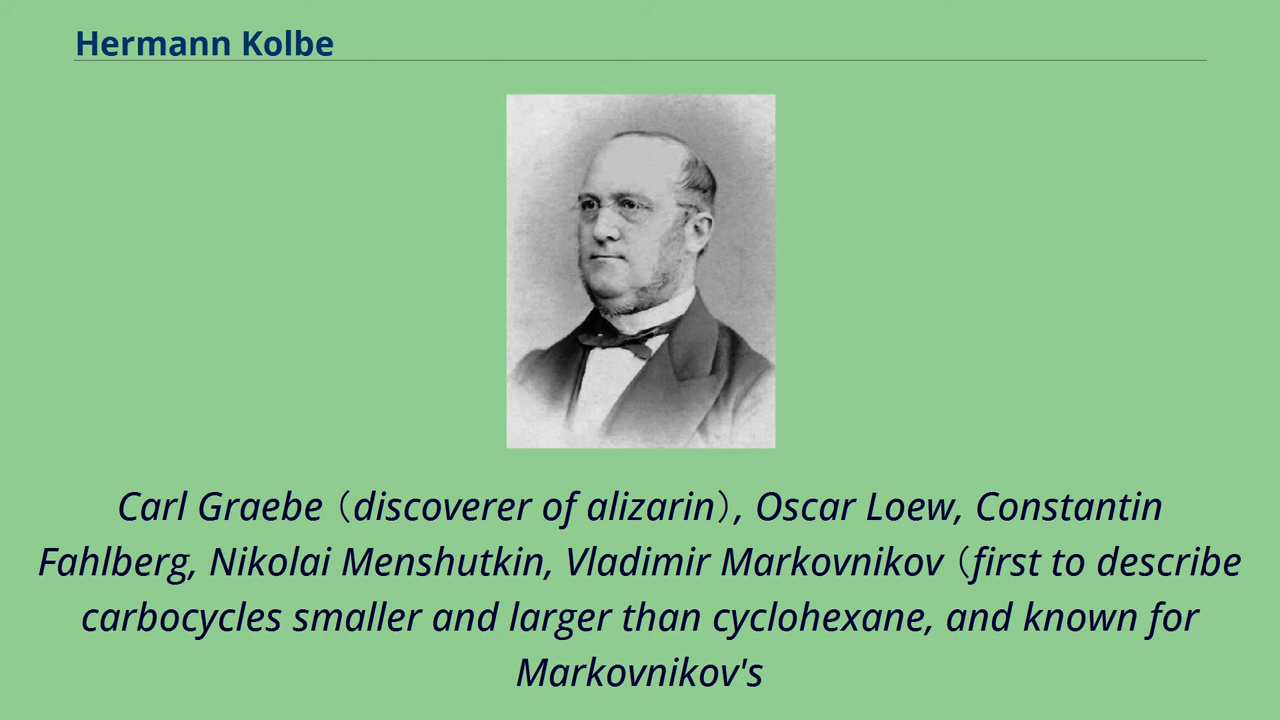 Hermann Kolbe
Carl Graebe（discoverer of alizarin）, Oscar Loew, Constantin
Fahlberg, Nikolai Menshutkin, Vladimir Markovnikov（first to describe
carbocycles smaller and larger than cyclohexane, and known for
Markovnikov's